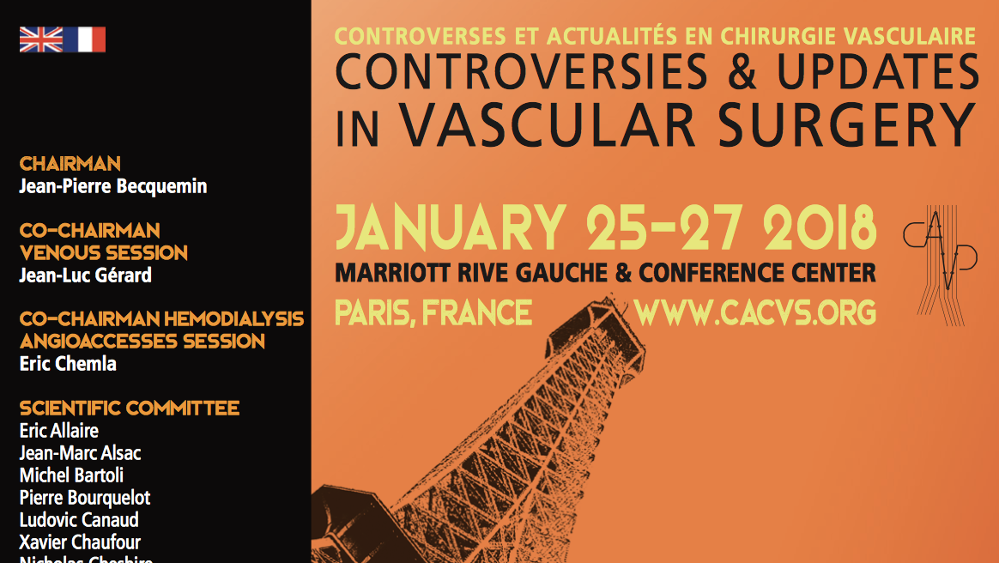 CHAIRMAN
Jean-Pierre Becquemin
CO-CHAIRMAN
VENOUS SESSION
Jean-Luc Gérard
CO-CHAIRMAN HEMODIALYSIS
ANGIOACCESSES SESSION
Eric Chemla
SCIENTIFIC COMMITTEE
Eric Allaire
Jean-Marc Alsac
Michel Bartoli
Pierre Bourquelot
Ludovic Canaud
Xavier Chaufour
Nicholas Cheshire
CONTROVERSES ET ACTUALITÉS EN CHIRURGIE VASCULAIRE
CONTROVERSIES & UPDATES
IN VASCULAR SURGERY
JANUARY 25-27 2018
MARRIOTT RIVE GAUCHE & CONFERENCE CENTER
PARIS, FRANCE
WWW.CACVS.ORG